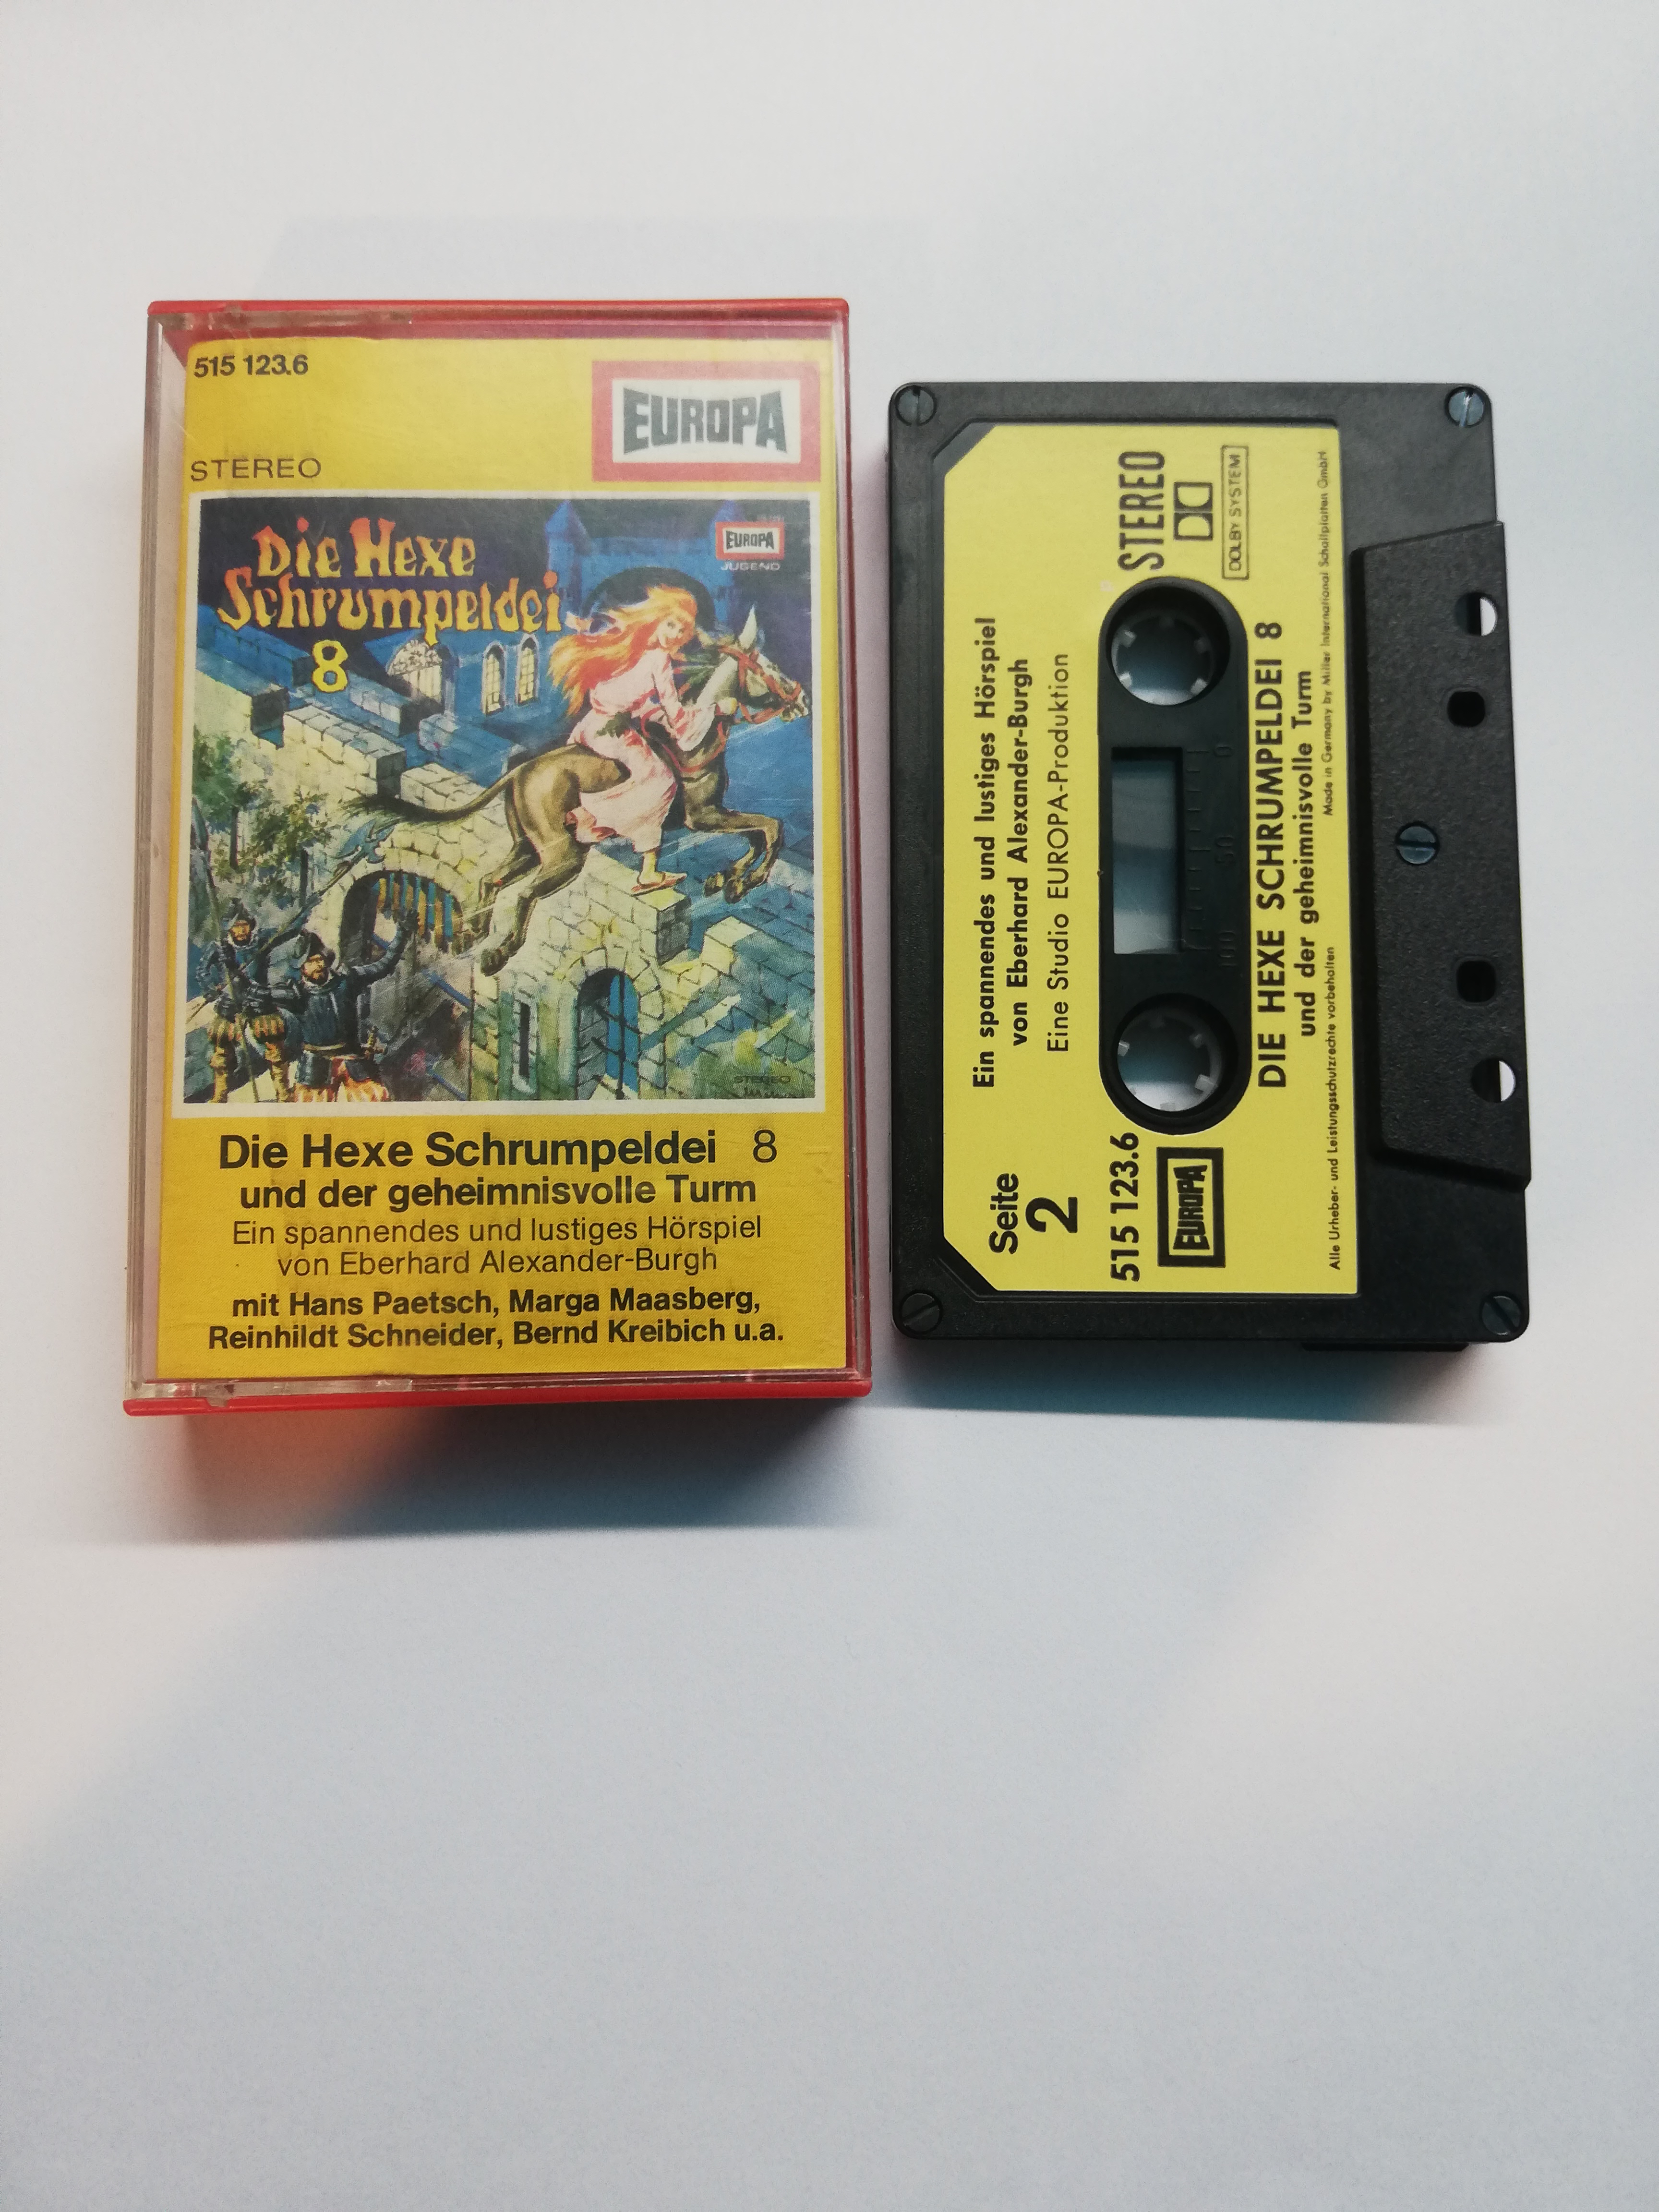 515 123.6
EUROPA
STEREO
Die Hexe
Schrumpeldei
8
EUROPA
JUGEND
STEREO
Die Hexe Schrumpeldei 8
und der geheimnisvolle Turm
Ein spannendes und lustiges Hörspiel
von Eberhard Alexander-Burgh
mit Hans Paetsch, Marga Maasberg,
Reinhildt Schneider, Bernd Kreibich u.a.
Ein spannendes und lustiges Hörspiel
von Eberhard Alexander-Burgh
Eine Studio EUROPA-Produktion
Seite
2
515 123.6
EUROPA
STEREO
DOLBY SYSTEM
100 50 0
DIE HEXE SCHRUMPELDEI 8
und der geheimnisvolle Turm
Made in Germany by Miller International Schallplatten GmbH
Alle Urheber- und Leistungsschutzrechte vorbehalten